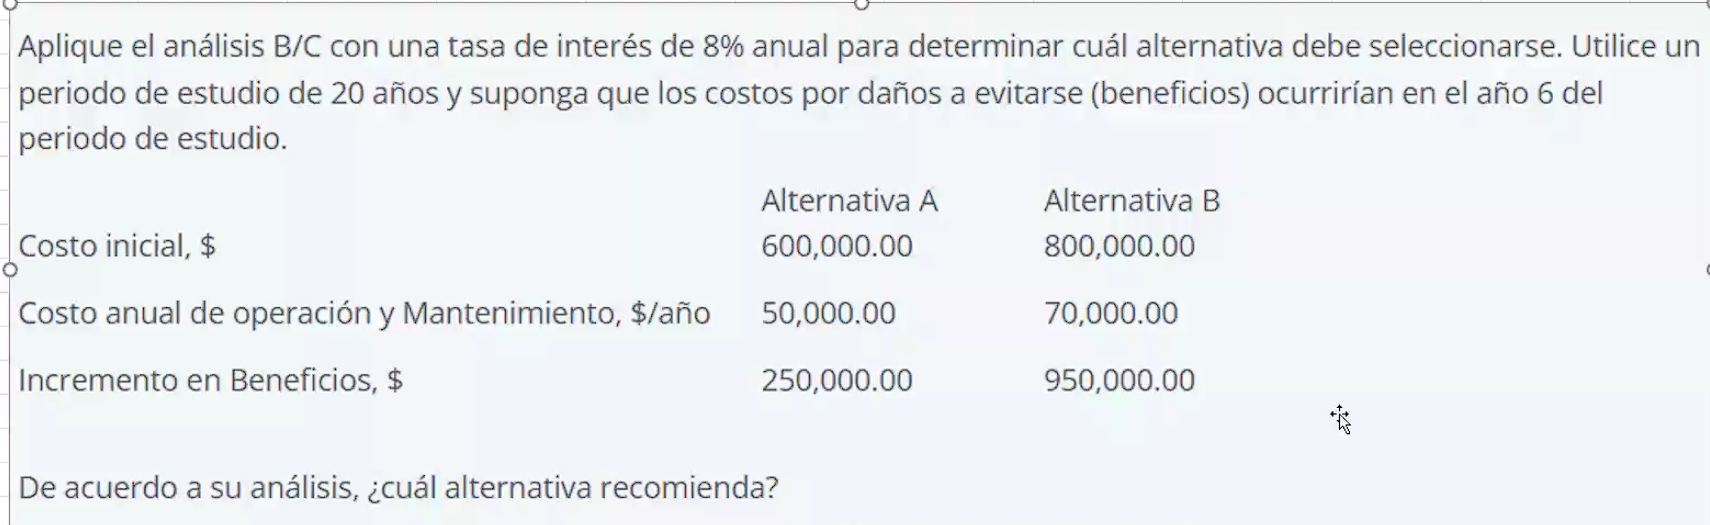 Aplique el análisis B/C con una tasa de interés de 8% anual para determinar cuál alternativa debe seleccionarse. Utilice un
periodo de estudio de 20 años y suponga que los costos por daños a evitarse (beneficios) ocurrirían en el año 6 del
periodo de estudio.
Alternativa A Alternativa B
Costo inicial, $ 600,000.00 800,000.00
Costo anual de operación y Mantenimiento, $/año 50,000.00 70,000.00
Incremento en Beneficios, $ 250,000.00 950,000.00
De acuerdo a su análisis, ¿cuál alternativa recomienda?